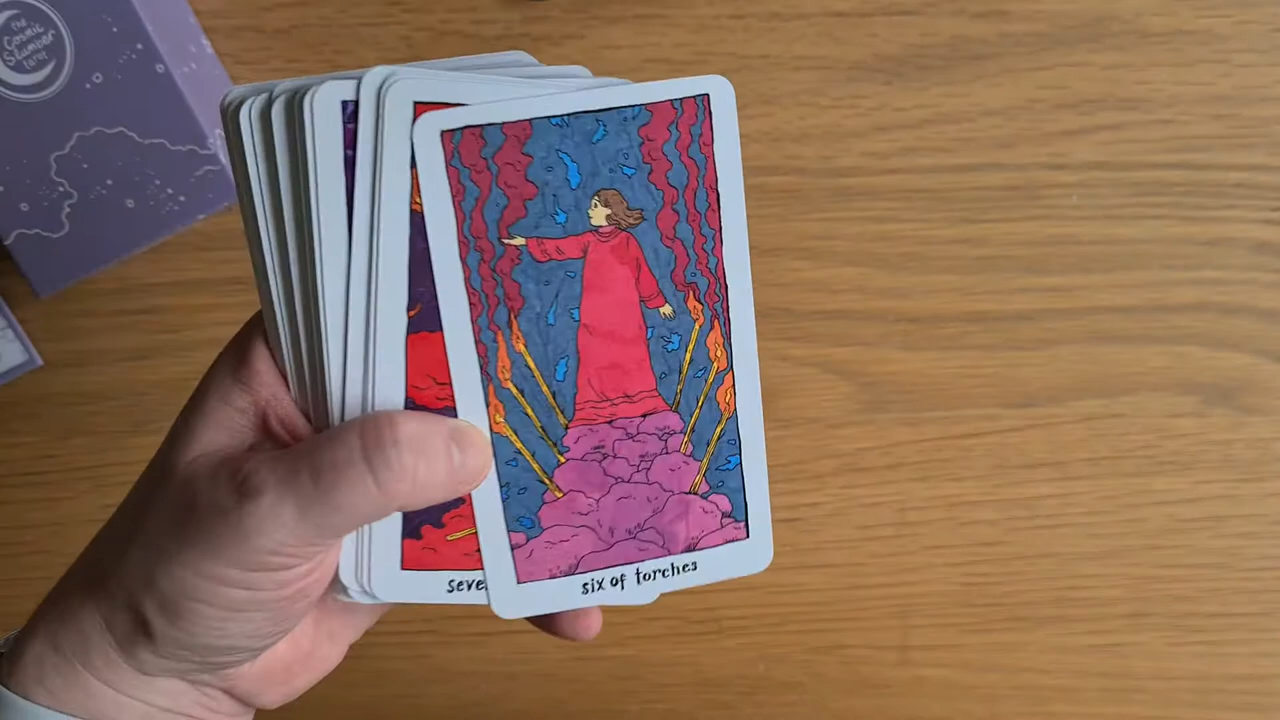 the
Cosmic
Slumber
tarot
seve
six of torches